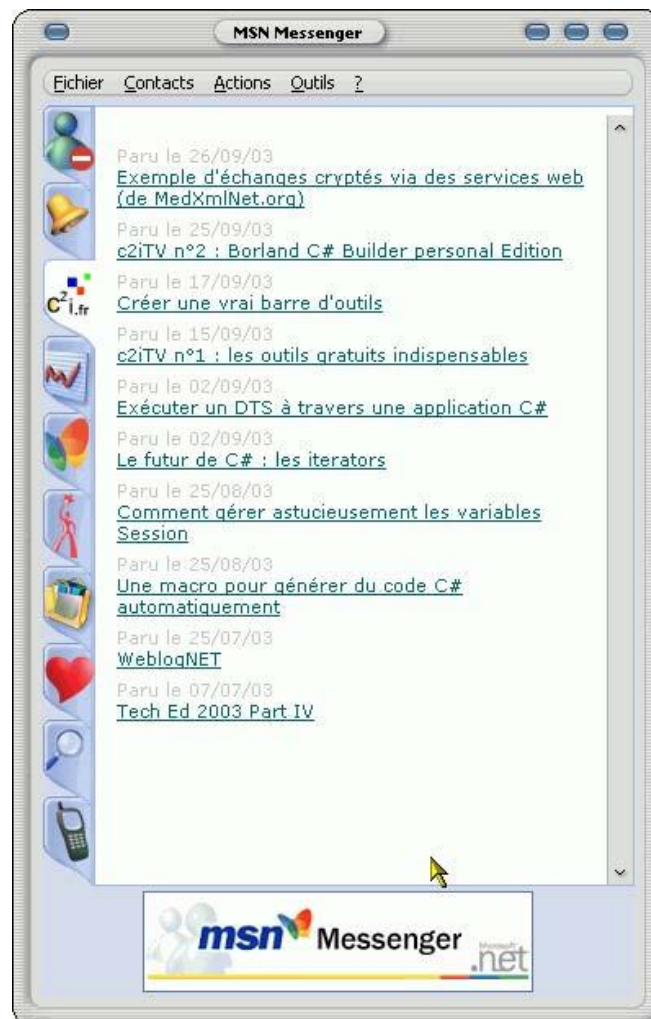 MSN Messenger
Fichier Contacts Actions Outils ?
Paru le 26/09/03
Exemple d'échanges cryptés via des services web
(de MedXmlNet.org)
Paru le 25/09/03
c2iTV n°2 : Borland C# Builder personal Edition
Paru le 17/09/03
Créer une vrai barre d'outils
Paru le 15/09/03
c2iTV n°1 : les outils gratuits indispensables
Paru le 02/09/03
Exécuter un DTS à travers une application C#
Paru le 02/09/03
Le futur de C# : les iterators
Paru le 25/08/03
Comment gérer astucieusement les variables
Session
Paru le 25/08/03
Une macro pour générer du code C#
automatiquement
Paru le 25/07/03
WeblogNET
Paru le 07/07/03
Tech Ed 2003 Part IV
C²i.fr
msn Messenger
Microsoft
.net